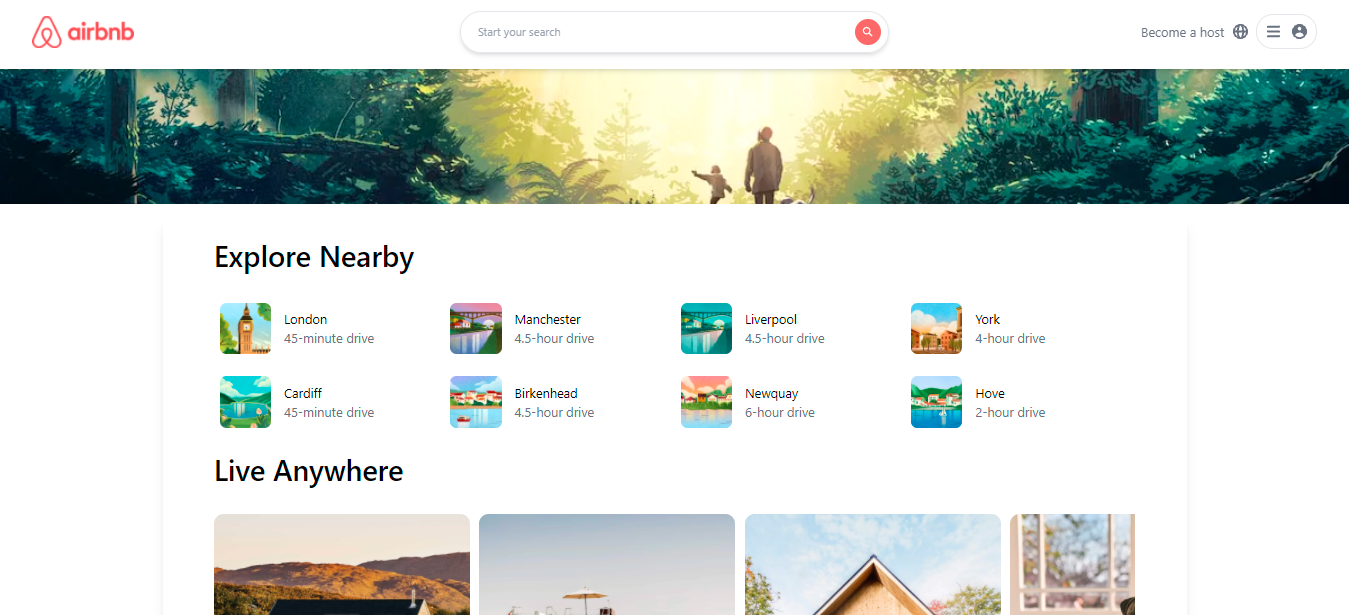 airbnb
Start your search
Become a host
Explore Nearby
London
45-minute drive
Manchester
4.5-hour drive
Liverpool
4.5-hour drive
York
4-hour drive
Cardiff
45-minute drive
Birkenhead
4.5-hour drive
Newquay
6-hour drive
Hove
2-hour drive
Live Anywhere